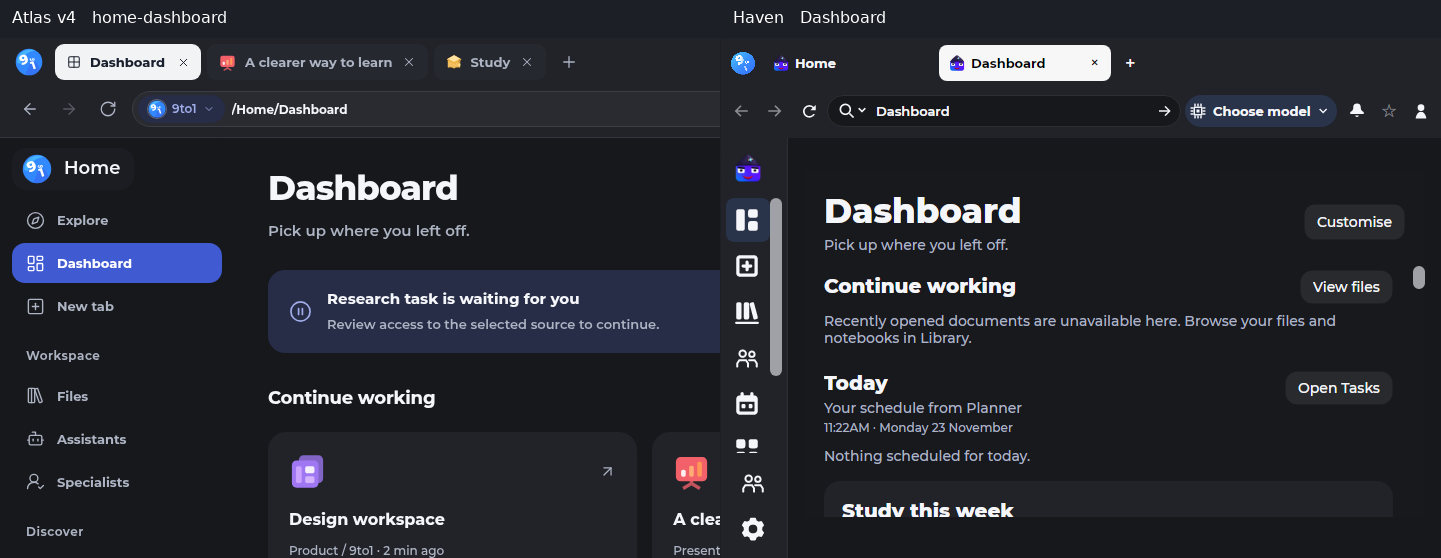 Atlas v4 home-dashboard
Dashboard
A clearer way to learn
Study
9to1
/Home/Dashboard
Home
Explore
Dashboard
New tab
Workspace
Files
Assistants
Specialists
Discover
Dashboard
Pick up where you left off.
Research task is waiting for you
Review access to the selected source to continue.
Continue working
Design workspace
Product / 9to1 · 2 min ago
A clea
Present
Haven Dashboard
Home
Dashboard
Dashboard
Choose model
Dashboard
Pick up where you left off.
Customise
Continue working
View files
Recently opened documents are unavailable here. Browse your files and
notebooks in Library.
Today
Open Tasks
Your schedule from Planner
11:22AM · Monday 23 November
Nothing scheduled for today.
Study this week